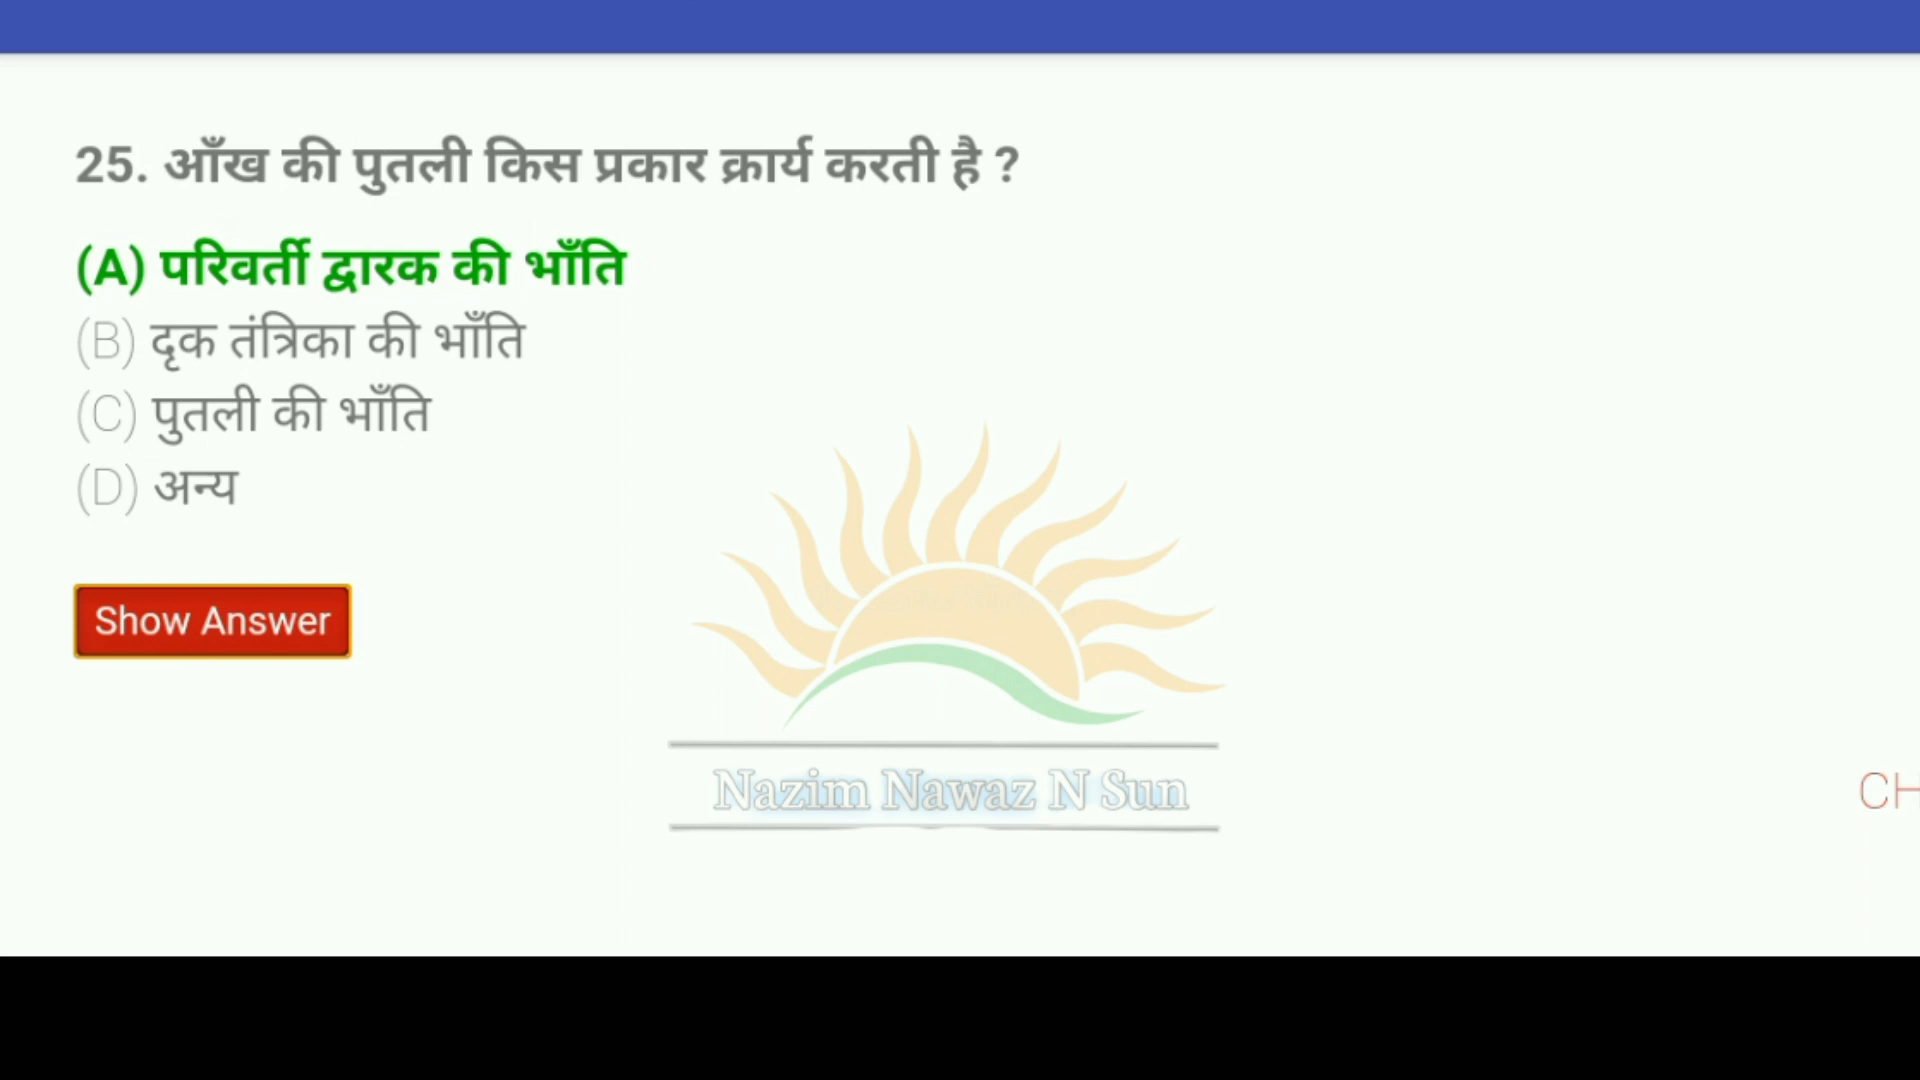 25. आँख की पुतली किस प्रकार क्रार्य करती है ?
(A) परिवर्ती द्वारक की भाँति
(B) दृक तंत्रिका की भाँति
(C) पुतली की भाँति
(D) अन्य
Show Answer
Nazim Nawaz N Sun